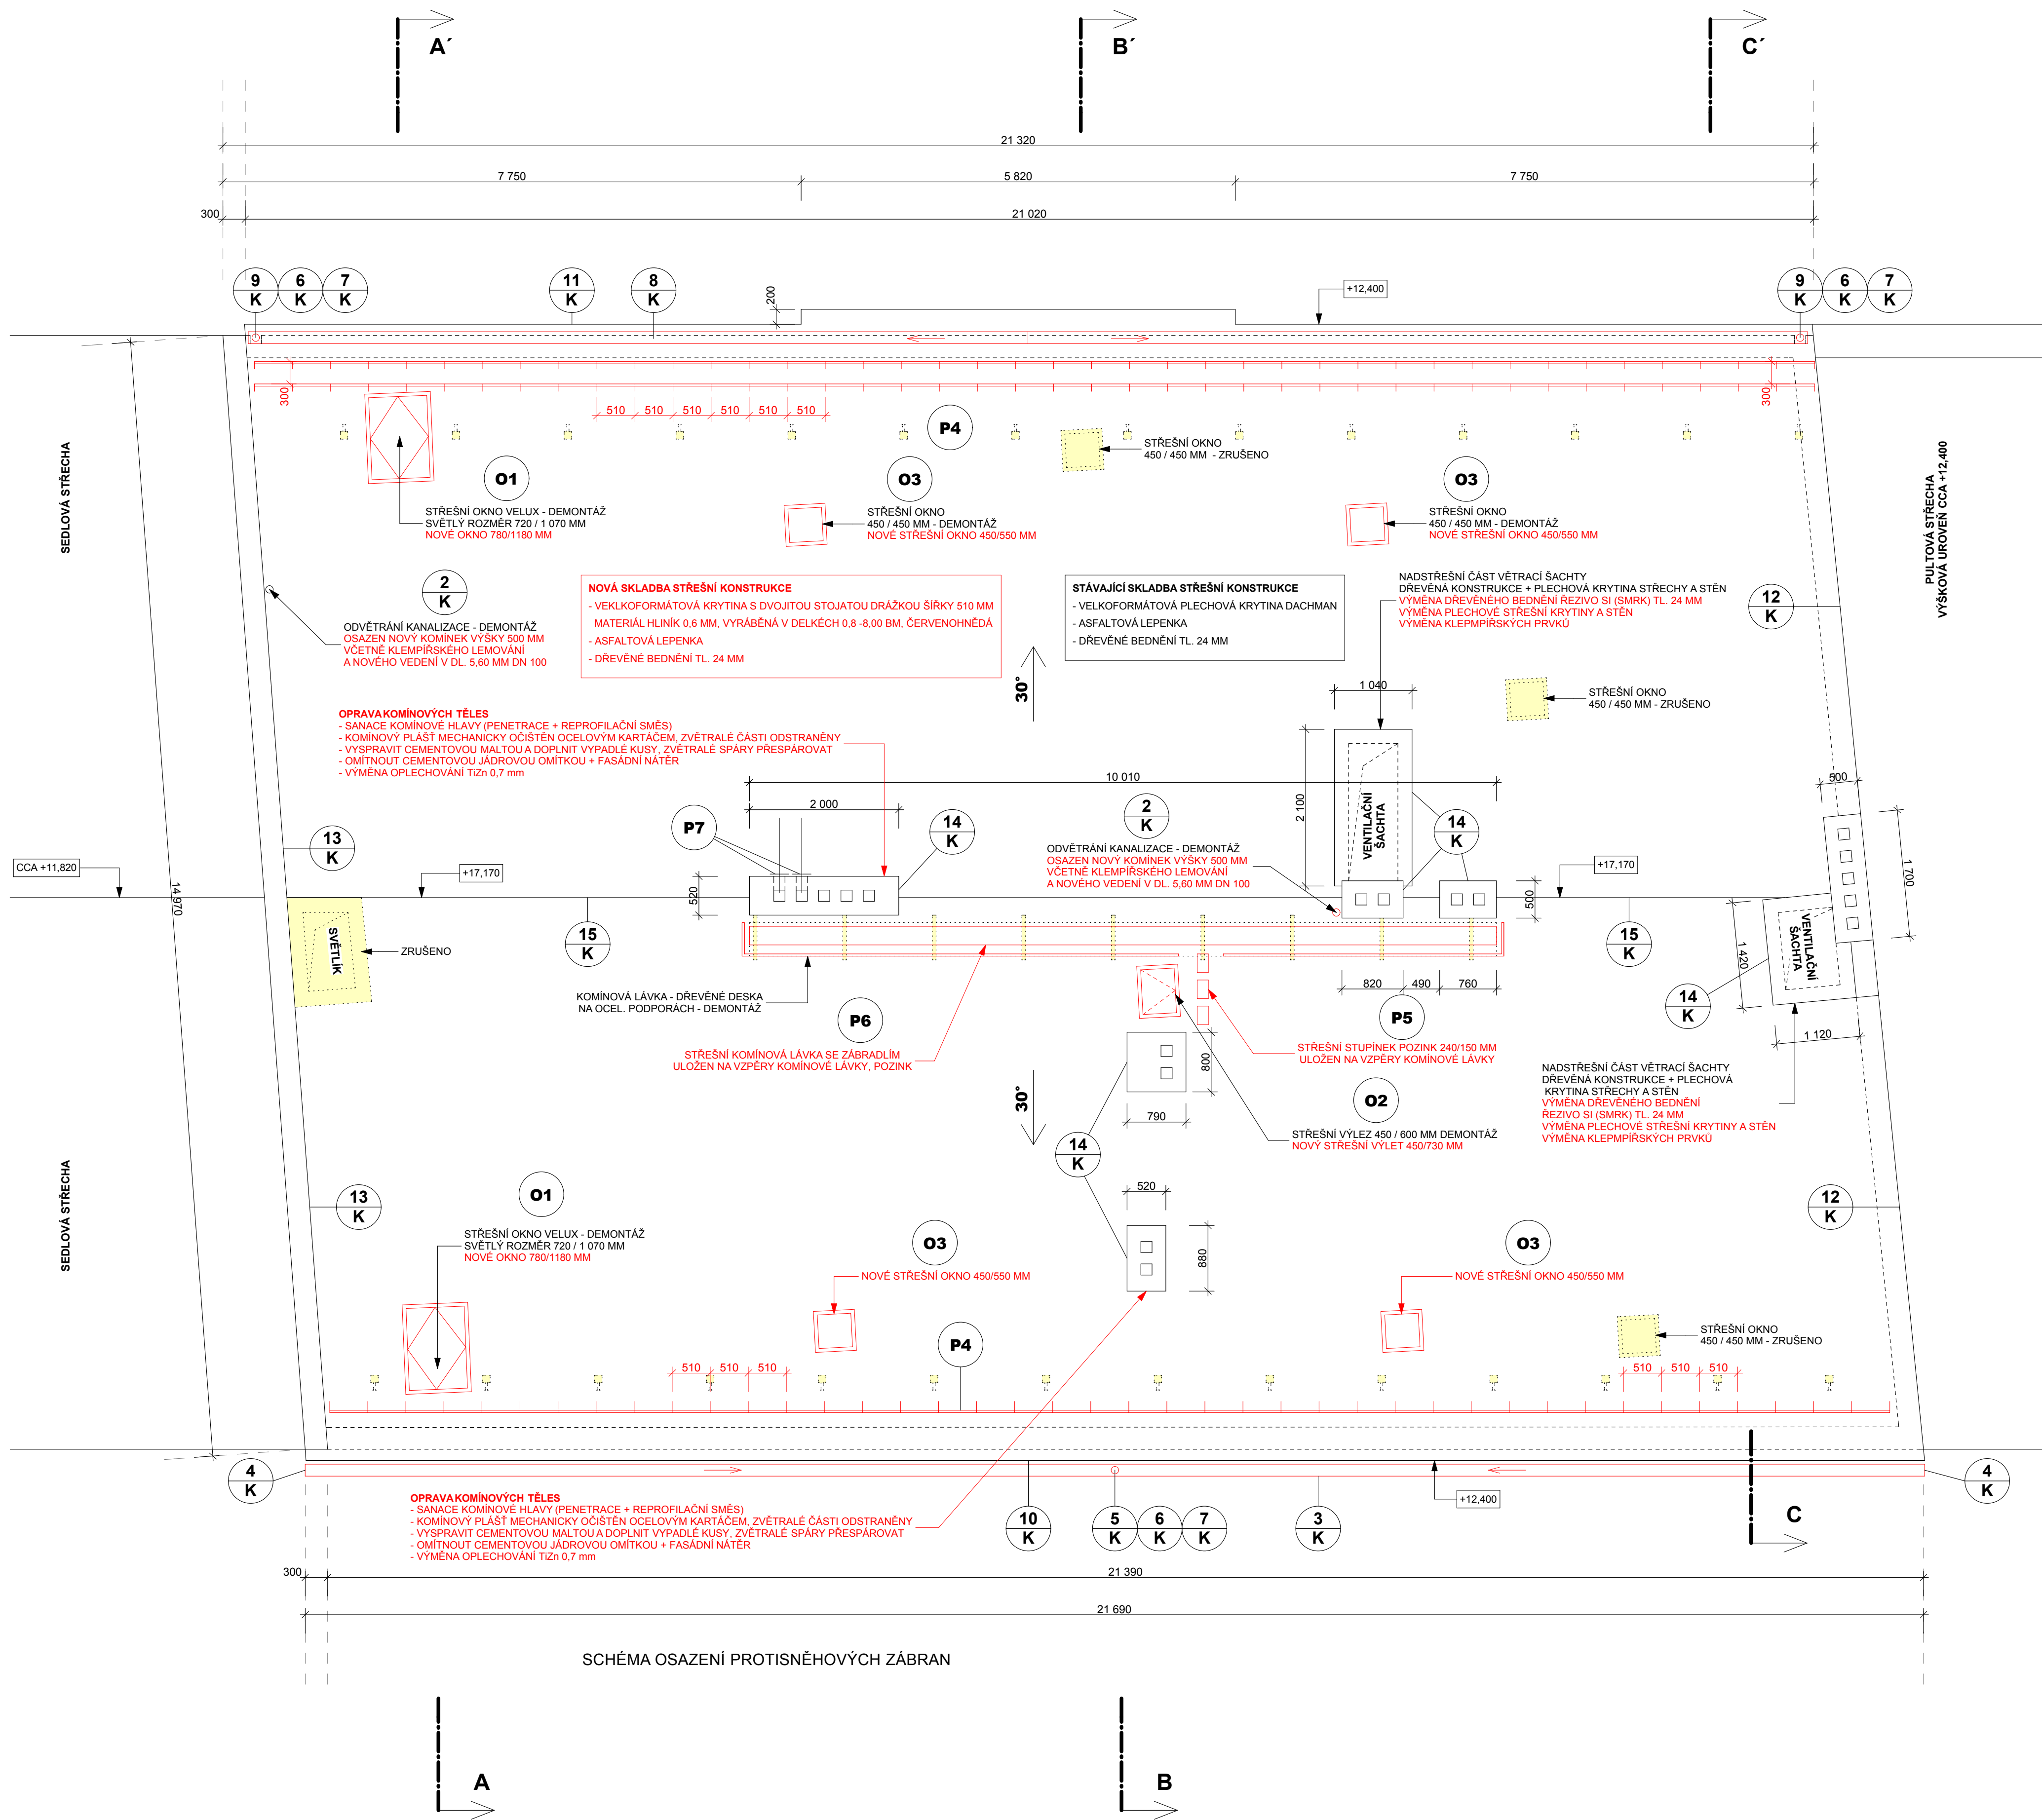 A´
B´
C´
21 320
7 750
5 820
7 750
300
21 020
9
K
6
K
7
K
11
K
8
K
200
+12,400
9
K
6
K
7
K
300
510
510
510
510
510
510
P4
300
STŘEŠNÍ OKNO
450 / 450 MM - ZRUŠENO
SEDLOVÁ STŘECHA
PULTOVÁ STŘECHA
VÝŠKOVÁ UROVEŇ CCA +12,400
O1
STŘEŠNÍ OKNO VELUX - DEMONTÁŽ
SVĚTLÝ ROZMĚR 720 / 1 070 MM
NOVÉ OKNO 780/1180 MM
O3
STŘEŠNÍ OKNO
450 / 450 MM - DEMONTÁŽ
NOVÉ STŘEŠNÍ OKNO 450/550 MM
O3
STŘEŠNÍ OKNO
450 / 450 MM - DEMONTÁŽ
NOVÉ STŘEŠNÍ OKNO 450/550 MM
2
K
ODVĚTRÁNÍ KANALIZACE - DEMONTÁŽ
OSAZEN NOVÝ KOMÍNEK VÝŠKY 500 MM
VČETNĚ KLEMPÍŘSKÉHO LEMOVÁNÍ
A NOVÉHO VEDENÍ V DL. 5,60 MM DN 100
NOVÁ SKLADBA STŘEŠNÍ KONSTRUKCE
- VEKLKOFORMÁTOVÁ KRYTINA S DVOJITOU STOJATOU DRÁŽKOU ŠÍŘKY 510 MM
MATERIÁL HLINÍK 0,6 MM, VYRÁBĚNÁ V DELKÉCH 0,8 -8,00 BM, ČERVENOHNĚDÁ
- ASFALTOVÁ LEPENKA
- DŘEVĚNÉ BEDNĚNÍ TL. 24 MM
STÁVAJÍCÍ SKLADBA STŘEŠNÍ KONSTRUKCE
- VELKOFORMÁTOVÁ PLECHOVÁ KRYTINA DACHMAN
- ASFALTOVÁ LEPENKA
- DŘEVĚNÉ BEDNĚNÍ TL. 24 MM
NADSTŘEŠNÍ ČÁST VĚTRACÍ ŠACHTY
DŘEVĚNÁ KONSTRUKCE + PLECHOVÁ KRYTINA STŘECHY A STĚN
VÝMĚNA DŘEVĚNÉHO BEDNĚNÍ ŘEZIVO SI (SMRK) TL. 24 MM
VÝMĚNA PLECHOVÉ STŘEŠNÍ KRYTINY A STĚN
VÝMĚNA KLEPMPÍŘSKÝCH PRVKŮ
12
K
30°
1 040
STŘEŠNÍ OKNO
450 / 450 MM - ZRUŠENO
OPRAVA KOMÍNOVÝCH TĚLES
- SANACE KOMÍNOVÉ HLAVY (PENETRACE + REPROFILAČNÍ SMĚS)
- KOMÍNOVÝ PLÁŠŤ MECHANICKY OČIŠTĚN OCELOVÝM KARTÁČEM, ZVĚTRALÉ ČÁSTI ODSTRANĚNY
- VYSPRAVIT CEMENTOVOU MALTOU A DOPLNIT VYPADLÉ KUSY, ZVĚTRALÉ SPÁRY PŘESPÁROVAT
- OMÍTNOUT CEMENTOVOU JÁDROVOU OMÍTKOU + FASÁDNÍ NÁTĚR
- VÝMĚNA OPLECHOVÁNÍ TiZn 0,7 mm
10 010
2 000
2 100
VENTILAČNÍ
ŠACHTA
500
1 700
P7
14
K
2
K
ODVĚTRÁNÍ KANALIZACE - DEMONTÁŽ
OSAZEN NOVÝ KOMÍNEK VÝŠKY 500 MM
VČETNĚ KLEMPÍŘSKÉHO LEMOVÁNÍ
A NOVÉHO VEDENÍ V DL. 5,60 MM DN 100
14
K
13
K
CCA +11,820
+17,170
+17,170
14 970
520
500
15
K
15
K
SVĚTLÍK
ZRUŠENO
VENTILAČNÍ
ŠACHTA
1 420
1 120
KOMÍNOVÁ LÁVKA - DŘEVĚNÉ DESKA
NA OCEL. PODPORÁCH - DEMONTÁŽ
P6
820
490
760
P5
14
K
STŘEŠNÍ KOMÍNOVÁ LÁVKA SE ZÁBRADLÍM
ULOŽEN NA VZPĚRY KOMÍNOVÉ LÁVKY, POZINK
STŘEŠNÍ STUPÍNEK POZINK 240/150 MM
ULOŽEN NA VZPĚRY KOMÍNOVÉ LÁVKY
800
790
30°
O2
STŘEŠNÍ VÝLEZ 450 / 600 MM DEMONTÁŽ
NOVÝ STŘEŠNÍ VÝLET 450/730 MM
NADSTŘEŠNÍ ČÁST VĚTRACÍ ŠACHTY
DŘEVĚNÁ KONSTRUKCE + PLECHOVÁ
KRYTINA STŘECHY A STĚN
VÝMĚNA DŘEVĚNÉHO BEDNĚNÍ
ŘEZIVO SI (SMRK) TL. 24 MM
VÝMĚNA PLECHOVÉ STŘEŠNÍ KRYTINY A STĚN
VÝMĚNA KLEPMPÍŘSKÝCH PRVKŮ
14
K
SEDLOVÁ STŘECHA
13
K
O1
STŘEŠNÍ OKNO VELUX - DEMONTÁŽ
SVĚTLÝ ROZMĚR 720 / 1 070 MM
NOVÉ OKNO 780/1180 MM
520
880
12
K
O3
NOVÉ STŘEŠNÍ OKNO 450/550 MM
O3
NOVÉ STŘEŠNÍ OKNO 450/550 MM
P4
STŘEŠNÍ OKNO
450 / 450 MM - ZRUŠENO
510
510
510
510
510
510
4
K
4
K
OPRAVA KOMÍNOVÝCH TĚLES
- SANACE KOMÍNOVÉ HLAVY (PENETRACE + REPROFILAČNÍ SMĚS)
- KOMÍNOVÝ PLÁŠŤ MECHANICKY OČIŠTĚN OCELOVÝM KARTÁČEM, ZVĚTRALÉ ČÁSTI ODSTRANĚNY
- VYSPRAVIT CEMENTOVOU MALTOU A DOPLNIT VYPADLÉ KUSY, ZVĚTRALÉ SPÁRY PŘESPÁROVAT
- OMÍTNOUT CEMENTOVOU JÁDROVOU OMÍTKOU + FASÁDNÍ NÁTĚR
- VÝMĚNA OPLECHOVÁNÍ TiZn 0,7 mm
10
K
5
K
6
K
7
K
3
K
+12,400
C
300
21 390
21 690
SCHÉMA OSAZENÍ PROTISNĚHOVÝCH ZÁBRAN
A
B